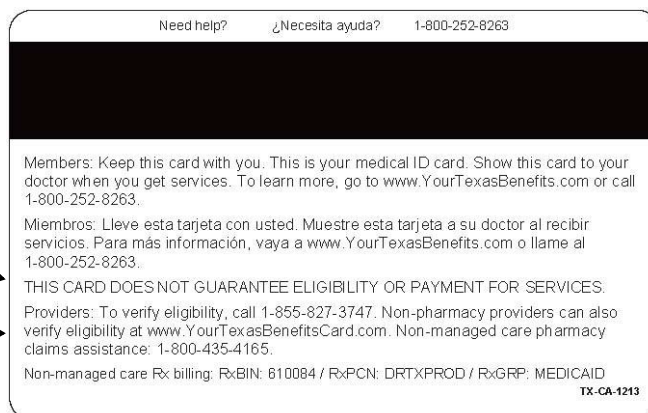 Need help? ¿Necesita ayuda? 1-800-252-8263
Members: Keep this card with you. This is your medical ID card. Show this card to your
doctor when you get services. To learn more, go to www.YourTexasBenefits.com or call
1-800-252-8263.
Miembros: Lleve esta tarjeta con usted. Muestre esta tarjeta a su doctor al recibir
servicios. Para más información, vaya a www.YourTexasBenefits.com o llame al
1-800-252-8263.
THIS CARD DOES NOT GUARANTEE ELIGIBILITY OR PAYMENT FOR SERVICES.
Providers: To verify eligibility, call 1-855-827-3747. Non-pharmacy providers can also
verify eligibility at www.YourTexasBenefitsCard.com. Non-managed care pharmacy
claims assistance: 1-800-435-4165.
Non-managed care Rx billing: RxBIN: 610084 / RxPCN: DRTXPROD / RxGRP: MEDICAID
TX-CA-1213